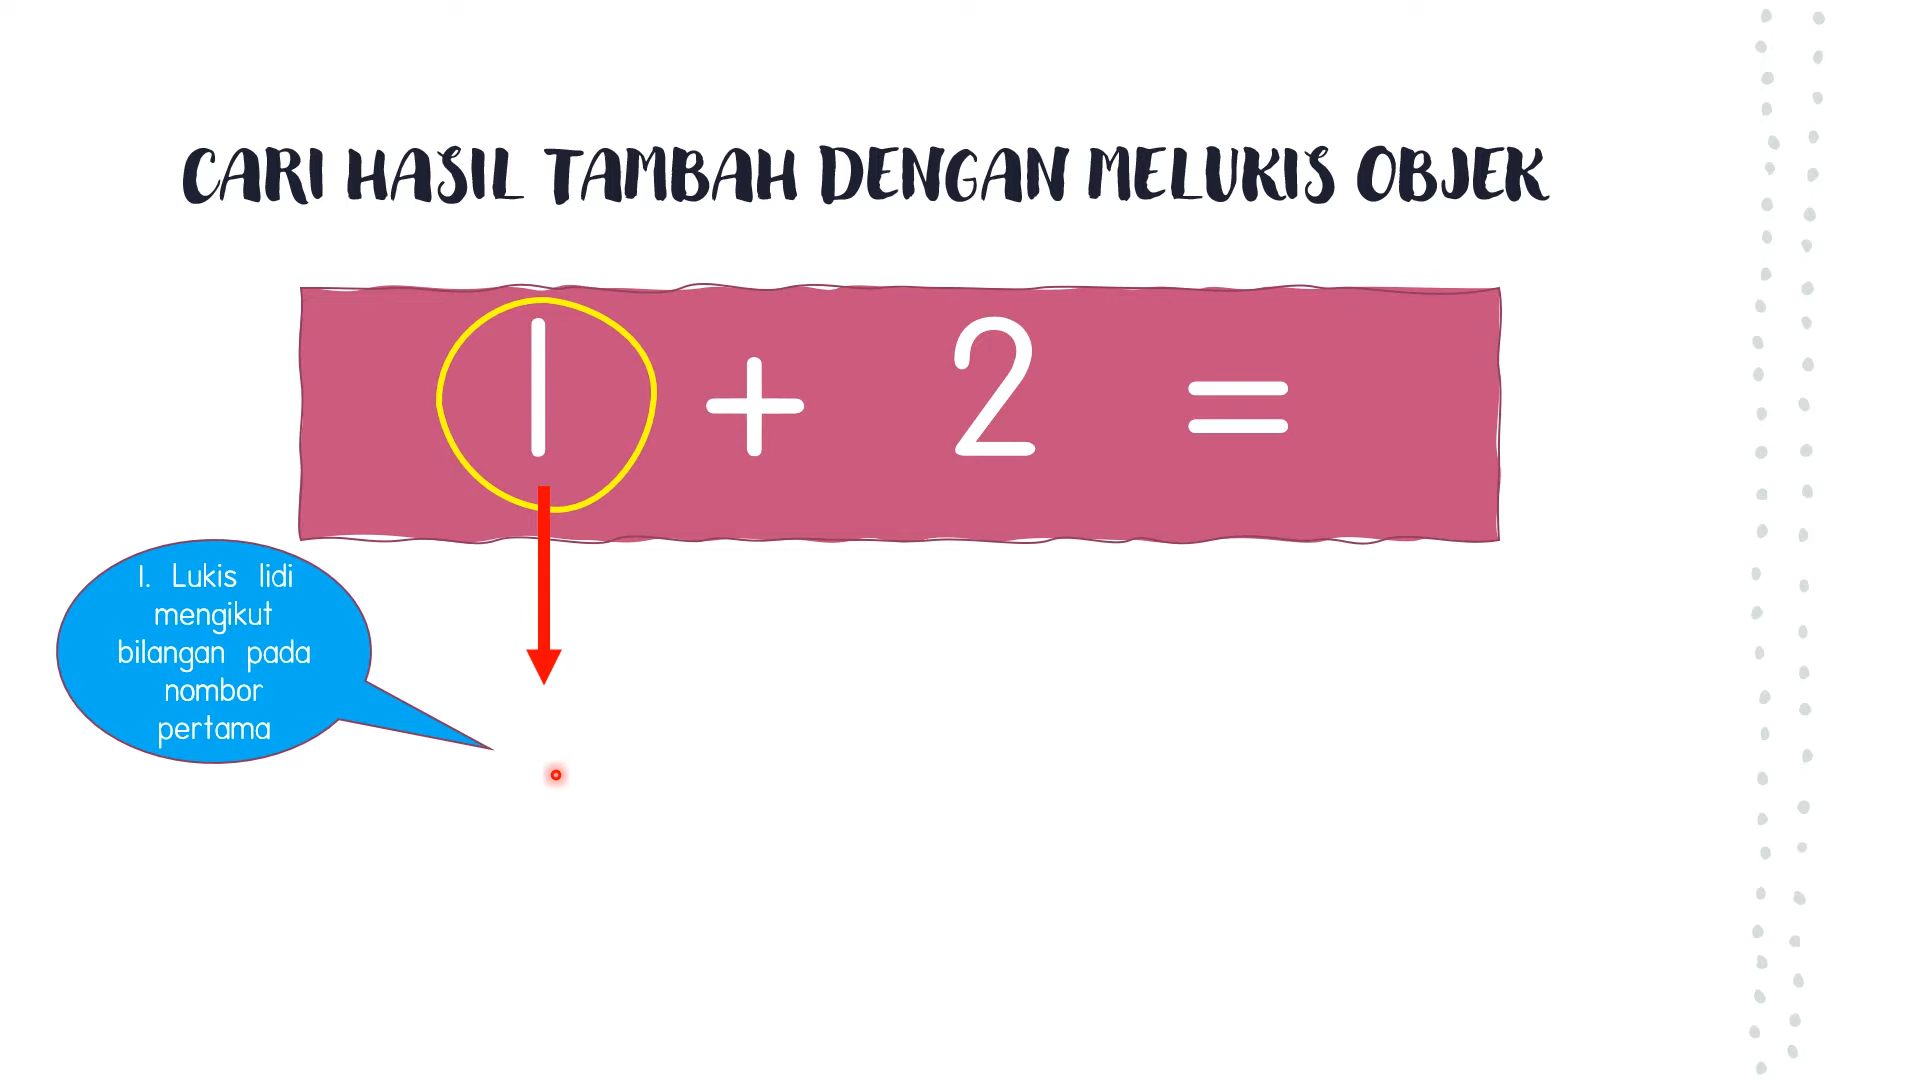 CARI HASIL TAMBAH DENGAN MELUKIS OBJEK
1 + 2 =
1. Lukis lidi
mengikut
bilangan pada
nombor
pertama